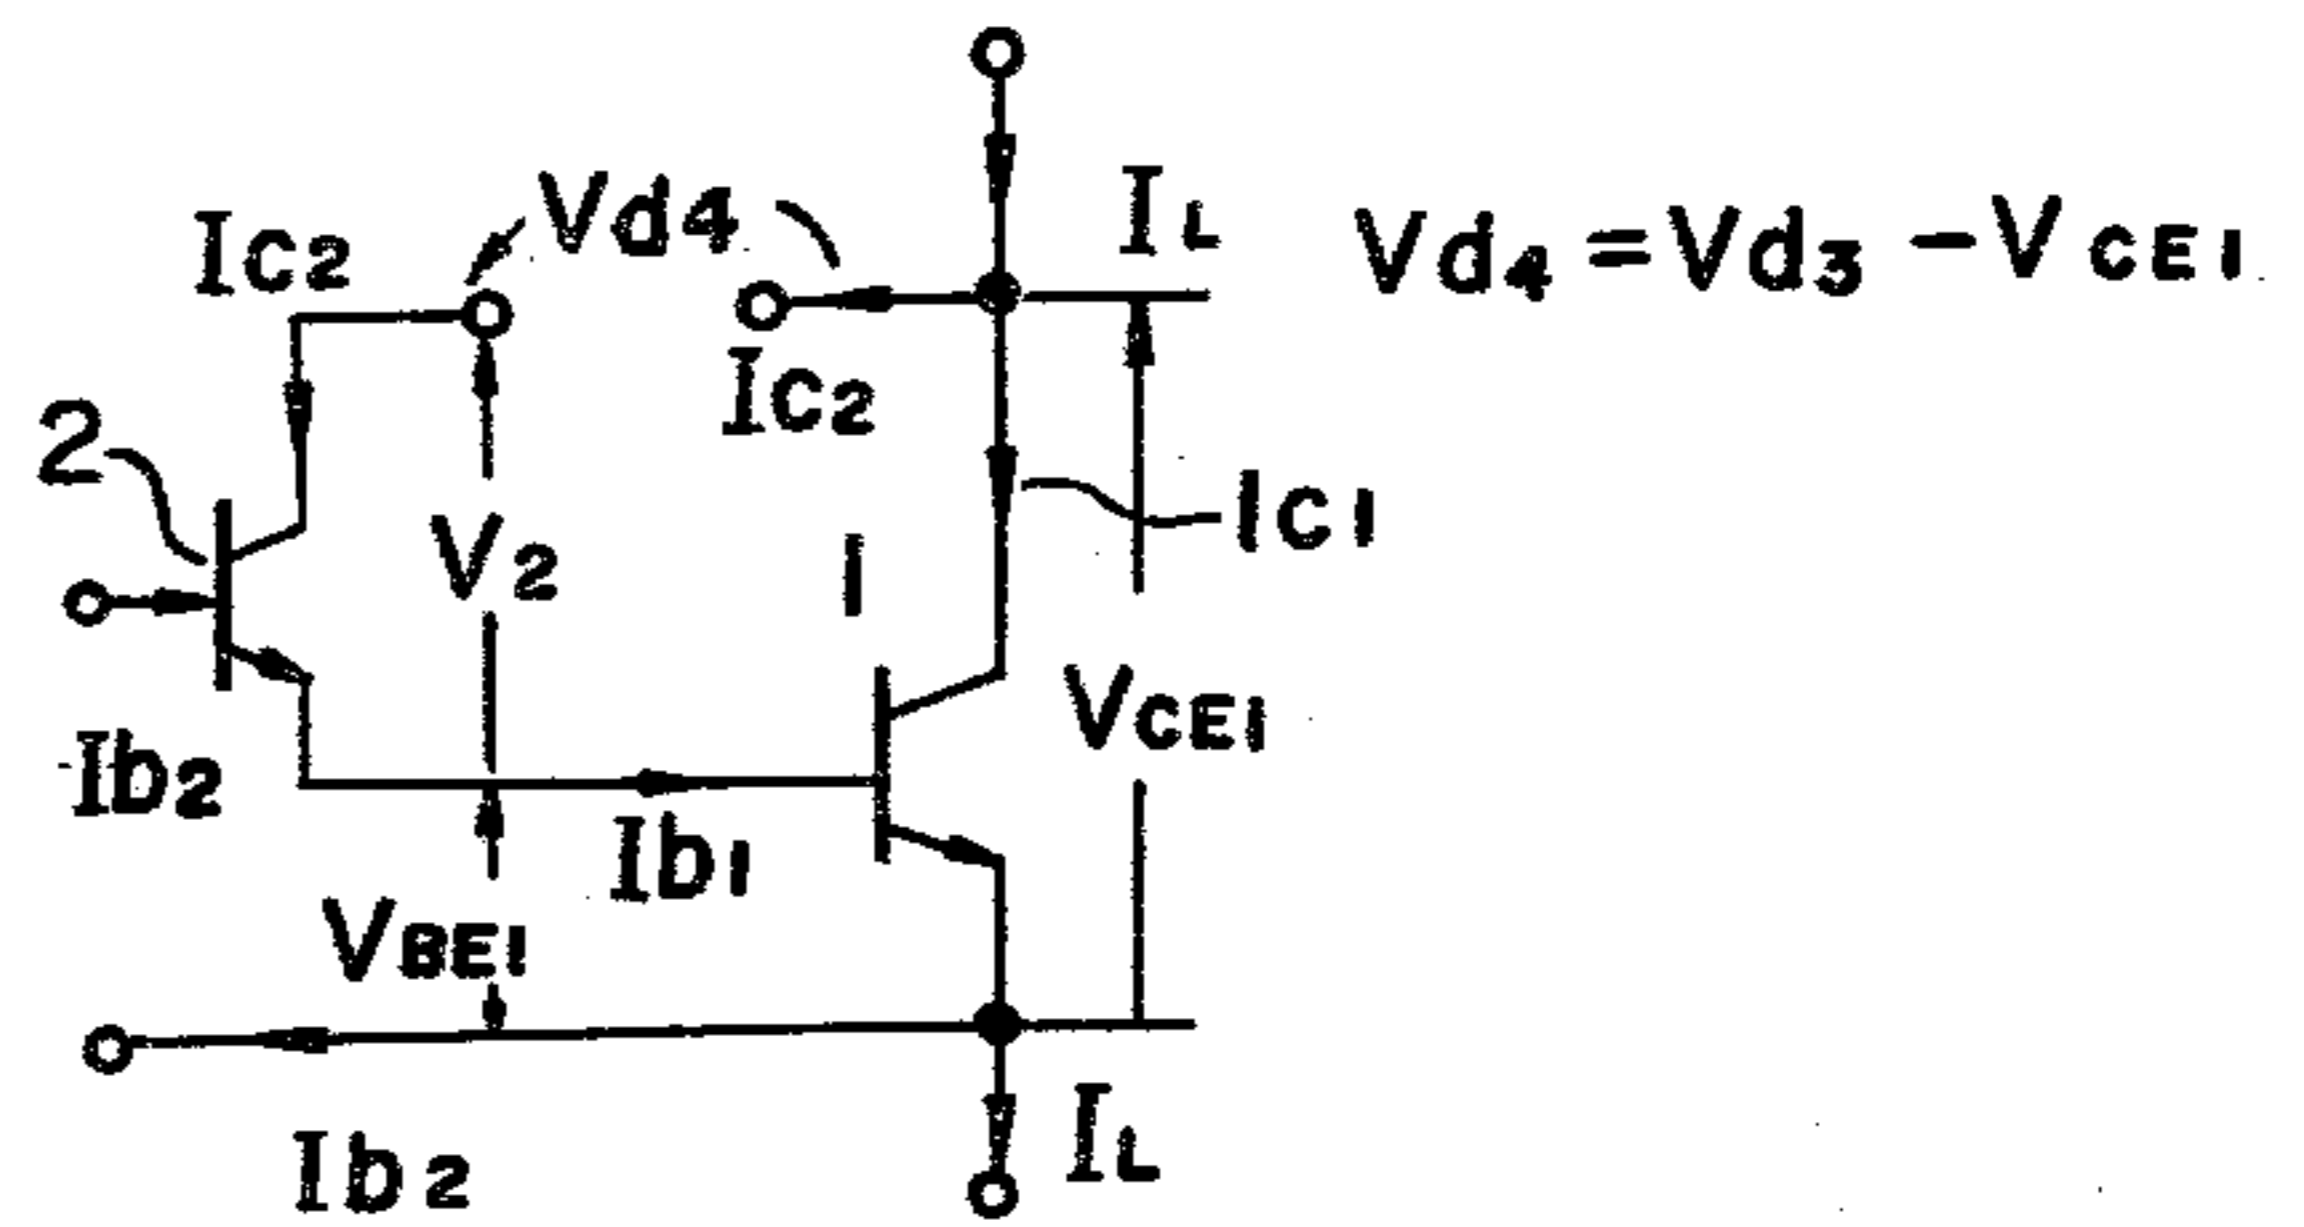 IL
Vd4
Vd4 = Vd3 - VCE1
IC2
IC2
2
IC1
V2
1
VCE1
Ib2
Ib1
VBE1
IL
Ib2